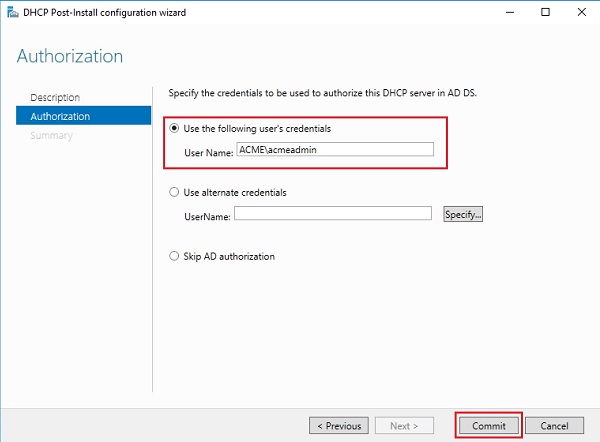 DHCP Post-Install configuration wizard
Authorization
Description
Authorization
Summary
Specify the credentials to be used to authorize this DHCP server in AD DS.
Use the following user's credentials
User Name: ACME\acmeadmin
Use alternate credentials
UserName: Specify...
Skip AD authorization
< Previous Next > Commit Cancel